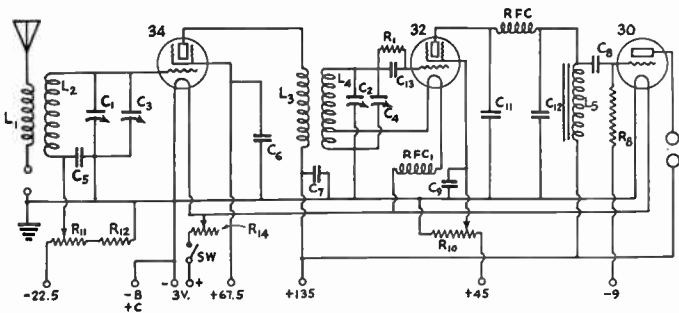 34
32
RFC
30
R1
C8
L1
L2
C1
C3
L3
L4
C2
C4
C13
C11
C12
L5
C5
C6
C7
RFC1
C9
R8
R11
R12
R14
SW
R10
-22.5
-B
+C
-
3V.
+
+67.5
+135
+45
-9